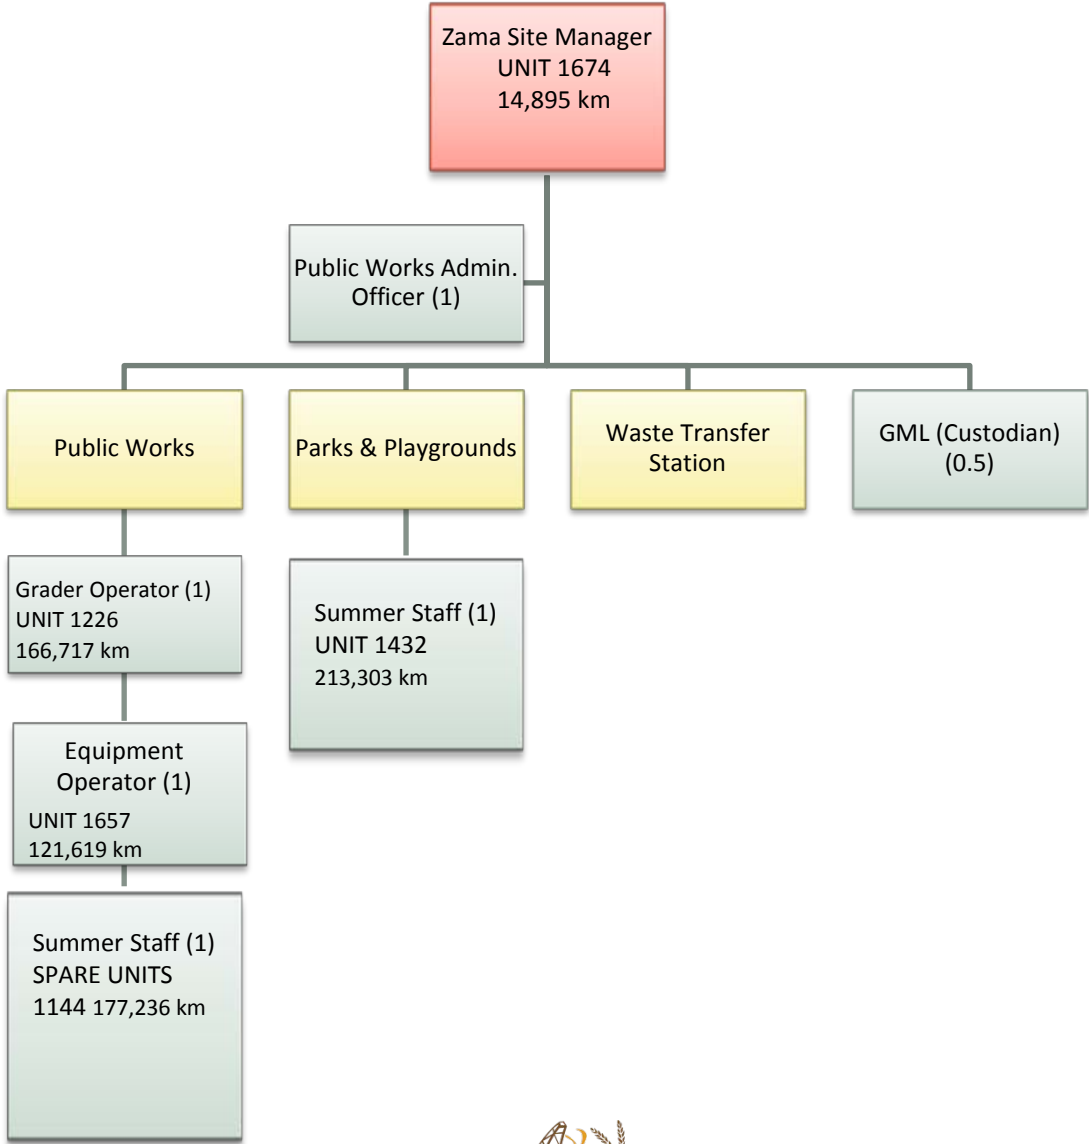 Zama Site Manager
UNIT 1674
14,895 km
Public Works Admin.
Officer (1)
Public Works
Parks & Playgrounds
Waste Transfer
Station
GML (Custodian)
(0.5)
Grader Operator (1)
UNIT 1226
166,717 km
Summer Staff (1)
UNIT 1432
213,303 km
Equipment
Operator (1)
UNIT 1657
121,619 km
Summer Staff (1)
SPARE UNITS
1144 177,236 km